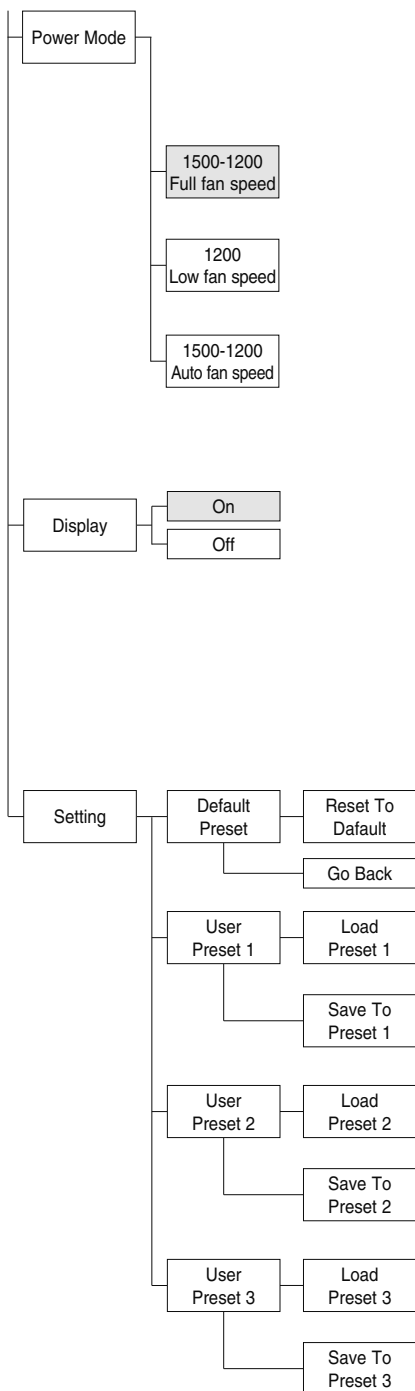 Power Mode
1500-1200
Full fan speed
1200
Low fan speed
1500-1200
Auto fan speed
Display
On
Off
Setting
Default
Preset
Reset To
Dafault
Go Back
User
Preset 1
Load
Preset 1
Save To
Preset 1
User
Preset 2
Load
Preset 2
Save To
Preset 2
User
Preset 3
Load
Preset 3
Save To
Preset 3